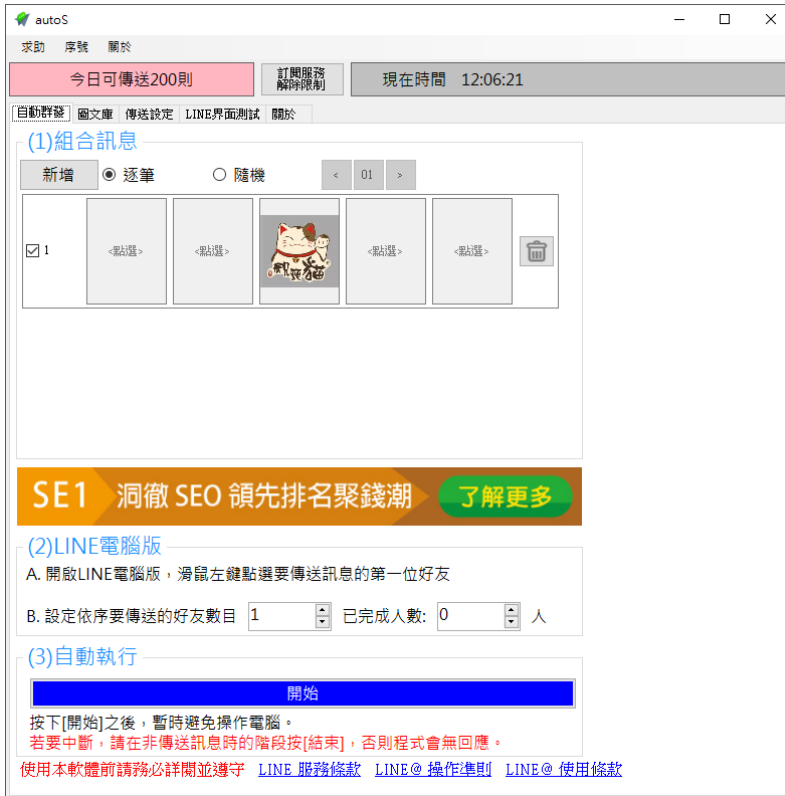 autoS
求助 序號 關於
今日可傳送200則 訂閱服務 解除限制 現在時間 12:06:21
自動群發 圖文庫 傳送設定 LINE界面測試 關於
(1)組合訊息
新增 逐筆 隨機 < 01 >
1 <點選> <點選> 招財貓 <點選> <點選>
SE1 洞徹 SEO 領先排名聚錢潮 了解更多
(2)LINE電腦版
A. 開啟LINE電腦版，滑鼠左鍵點選要傳送訊息的第一位好友
B. 設定依序要傳送的好友數目 1 已完成人數: 0 人
(3)自動執行
開始
按下[開始]之後，暫時避免操作電腦。
若要中斷，請在非傳送訊息時的階段按[結束]，否則程式會無回應。
使用本軟體前請務必詳閱並遵守 LINE 服務條款 LINE@ 操作準則 LINE@ 使用條款